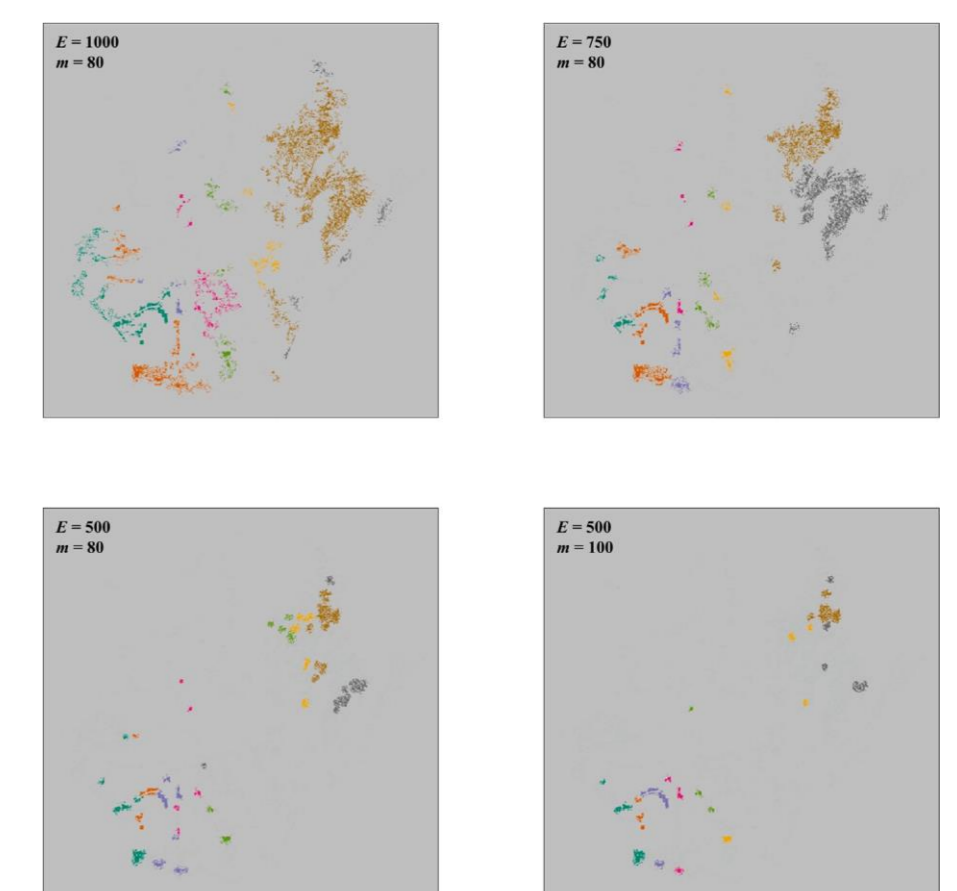 E = 1000
m = 80
E = 750
m = 80
E = 500
m = 80
E = 500
m = 100